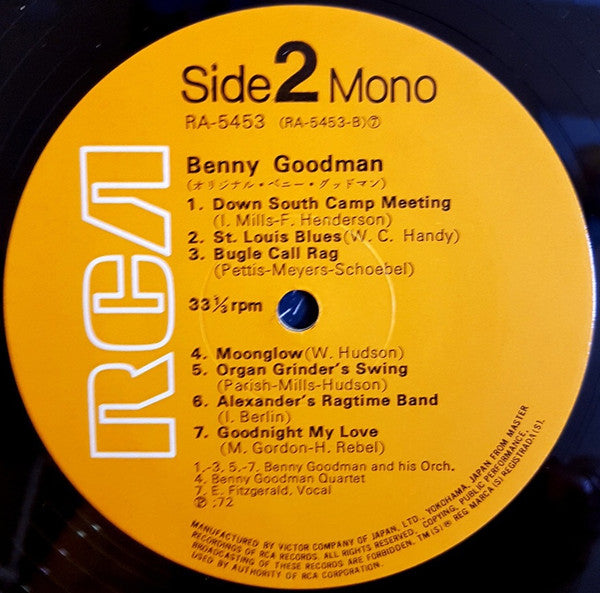 RCA
Side 2 Mono
RA-5453 (RA-5453-B)⑦
Benny Goodman
(オリジナル・ベニー・グッドマン)
1. Down South Camp Meeting
(I. Mills-F. Henderson)
2. St. Louis Blues (W. C. Handy)
3. Bugle Call Rag
(Pettis-Meyers-Schoebel)
33⅓ rpm
4. Moonglow (W. Hudson)
5. Organ Grinder's Swing
(Parish-Mills-Hudson)
6. Alexander's Ragtime Band
(I. Berlin)
7. Goodnight My Love
(M. Gordon-H. Rebel)
1.-3, 5.-7. Benny Goodman and his Orch.
4. Benny Goodman Quartet
7. E. Fitzgerald, Vocal
Ⓟ :72
MANUFACTURED BY VICTOR COMPANY OF JAPAN, LTD., YOKOHAMA, JAPAN FROM MASTER
RECORDINGS OF RCA RECORDS. ALL RIGHTS RESERVED. COPYING, PUBLIC PERFORMANCE,
BROADCASTING OF THESE RECORDS ARE FORBIDDEN, TM(S)® REG. MARCA(S) REGISTRADA(S).
USED BY AUTHORITY OF RCA CORPORATION.